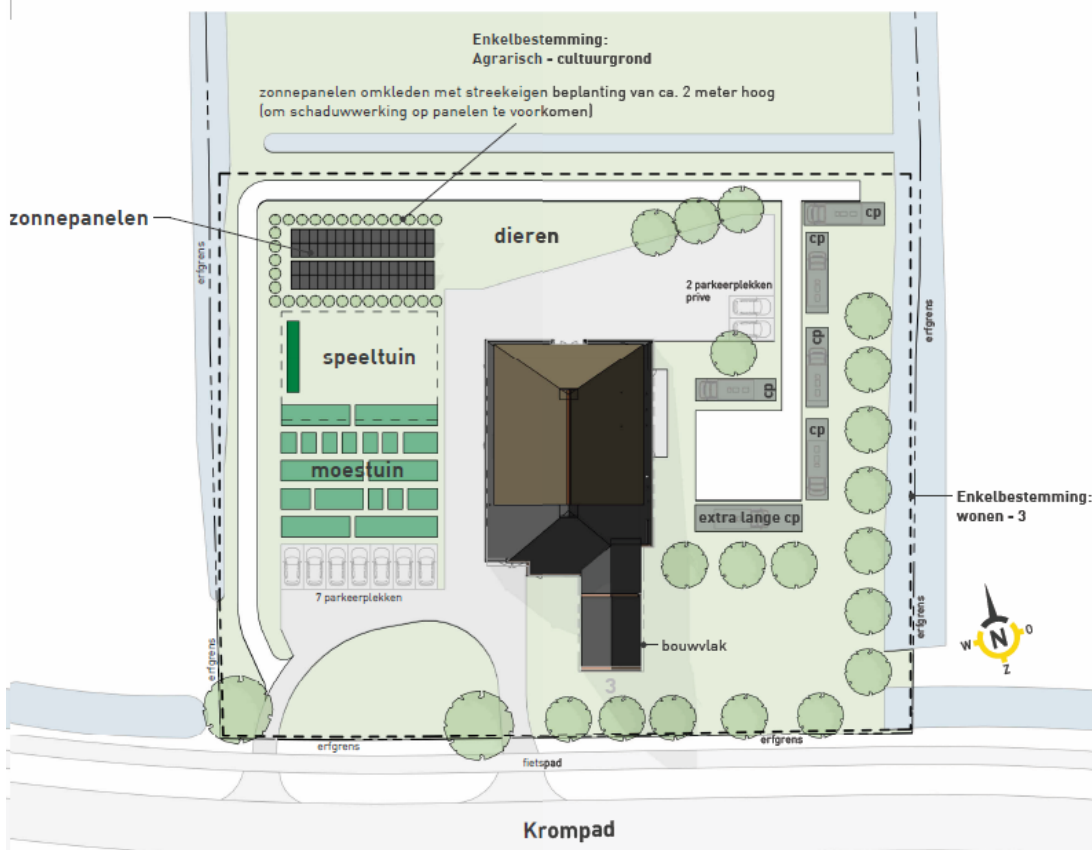 Enkelbestemming:
Agrarisch - cultuurgrond
zonnepanelen omkleden met streekeigen beplanting van ca. 2 meter hoog
(om schaduwwerking op panelen te voorkomen)
zonnepanelen
dieren
cp
cp
erfgrens
2 parkeerplekken
prive
erfgrens
speeltuin
cp
cp
moestuin
cp
Enkelbestemming:
wonen - 3
extra lange cp
7 parkeerplekken
erfgrens
erfgrens
bouwvlak
3
N
O
W
Z
erfgrens
erfgrens
fietspad
Krompad